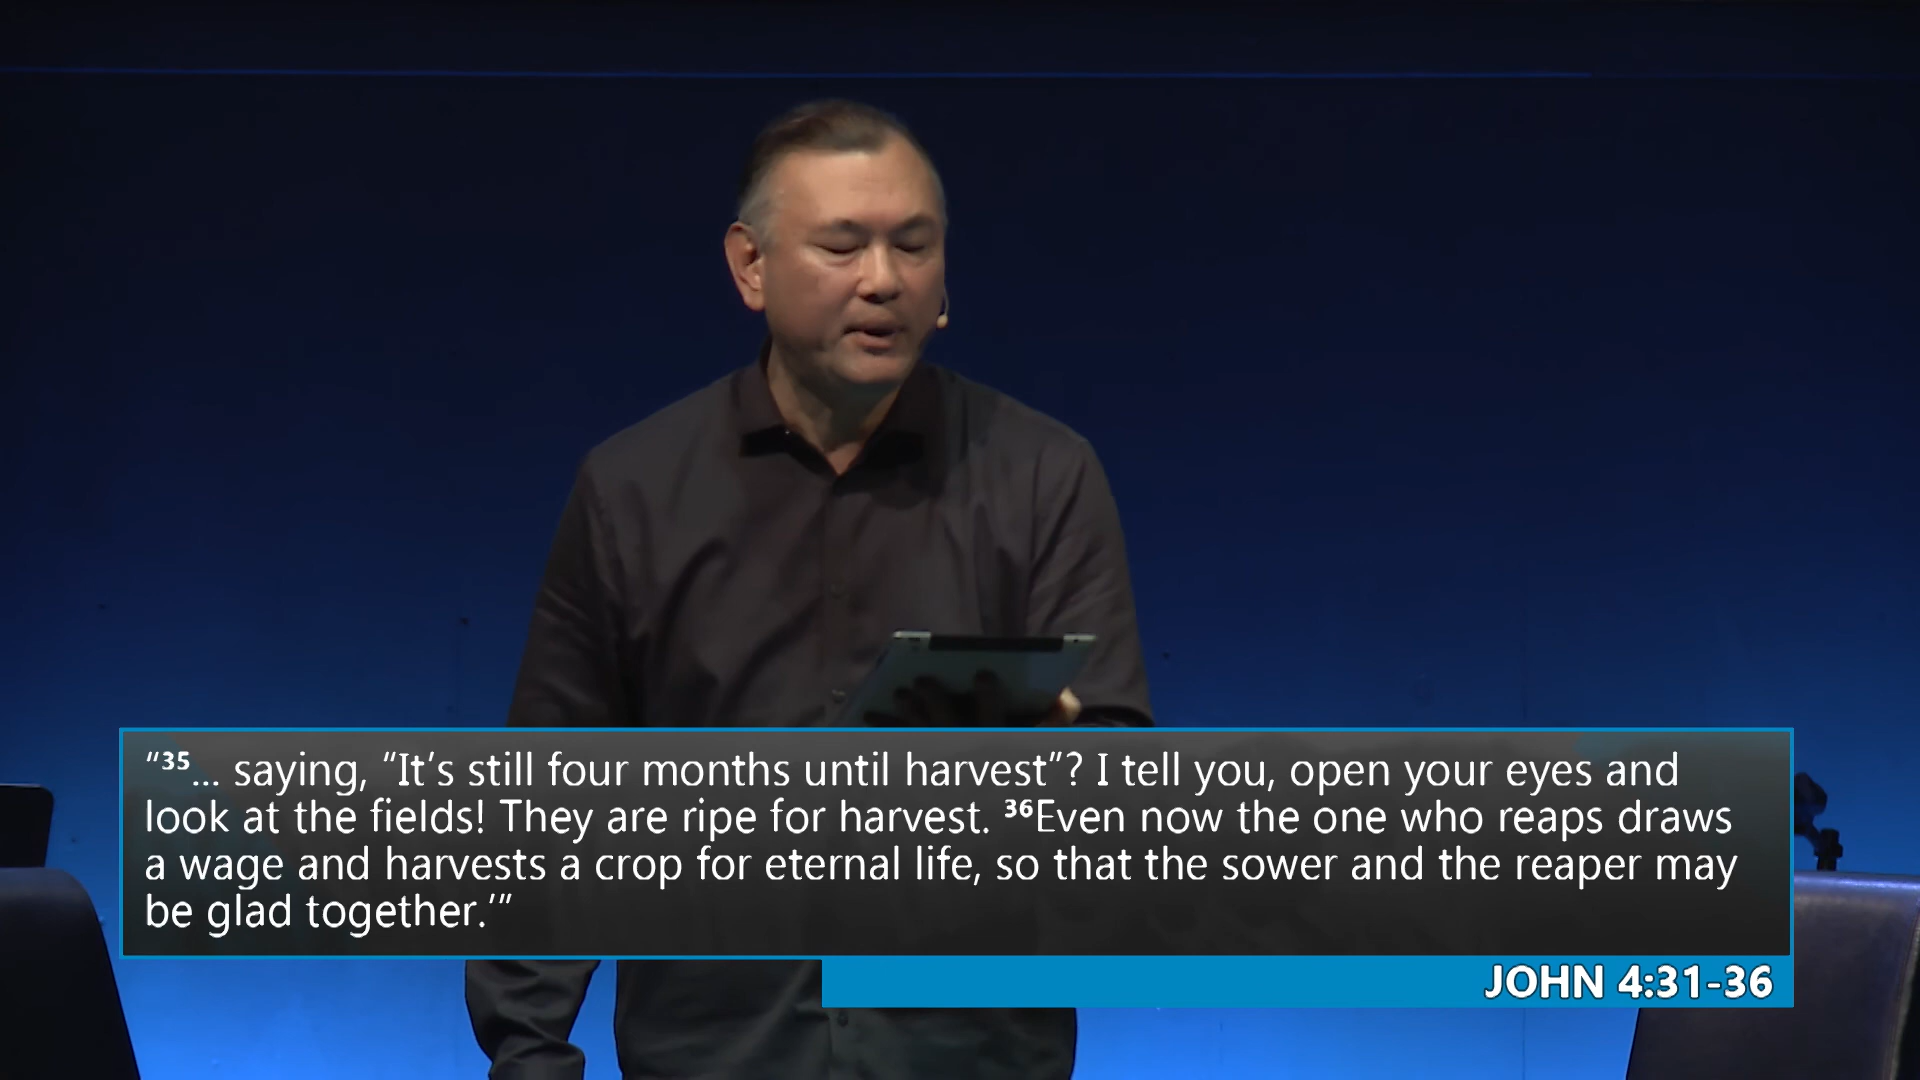 “³⁵... saying, “It’s still four months until harvest”? I tell you, open your eyes and
look at the fields! They are ripe for harvest. ³⁶Even now the one who reaps draws
a wage and harvests a crop for eternal life, so that the sower and the reaper may
be glad together.’”
JOHN 4:31-36